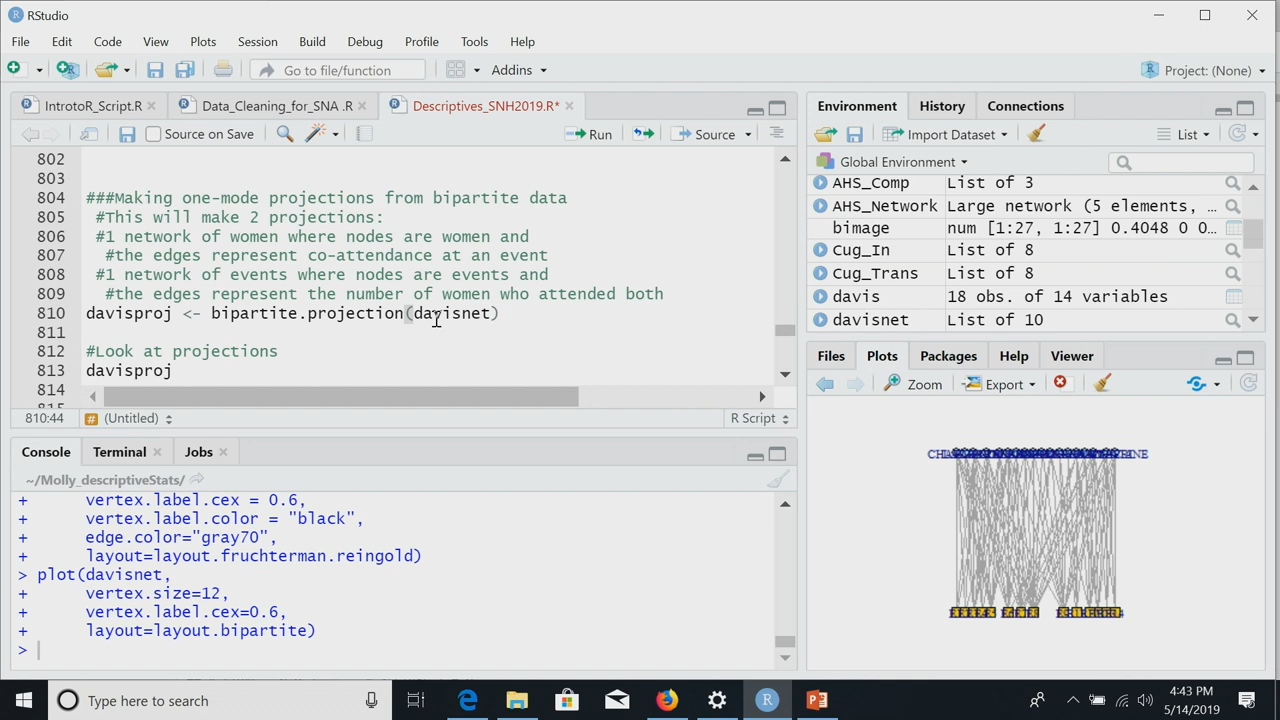 RStudio
File Edit Code View Plots Session Build Debug Profile Tools Help
Go to file/function Addins Project: (None)
IntrotoR_Script.R Data_Cleaning_for_SNA .R Descriptives_SNH2019.R*
Source on Save Run Source
802
803
804 ###Making one-mode projections from bipartite data
805 #This will make 2 projections:
806 #1 network of women where nodes are women and
807 #the edges represent co-attendance at an event
808 #1 network of events where nodes are events and
809 #the edges represent the number of women who attended both
810 davisproj <- bipartite.projection(davisnet)
811
812 #Look at projections
813 davisproj
814
810:44 # (Untitled) R Script
Console Terminal Jobs
~/Molly_descriptiveStats/
+ vertex.label.cex = 0.6,
+ vertex.label.color = "black",
+ edge.color="gray70",
+ layout=layout.fruchterman.reingold)
> plot(davisnet,
+ vertex.size=12,
+ vertex.label.cex=0.6,
+ layout=layout.bipartite)
>
Environment History Connections
Import Dataset List
Global Environment
AHS_Comp List of 3
AHS_Network Large network (5 elements, …
bimage num [1:27, 1:27] 0.4048 0 0…
Cug_In List of 8
Cug_Trans List of 8
davis 18 obs. of 14 variables
davisnet List of 10
Files Plots Packages Help Viewer
Zoom Export
Type here to search
4:43 PM
5/14/2019